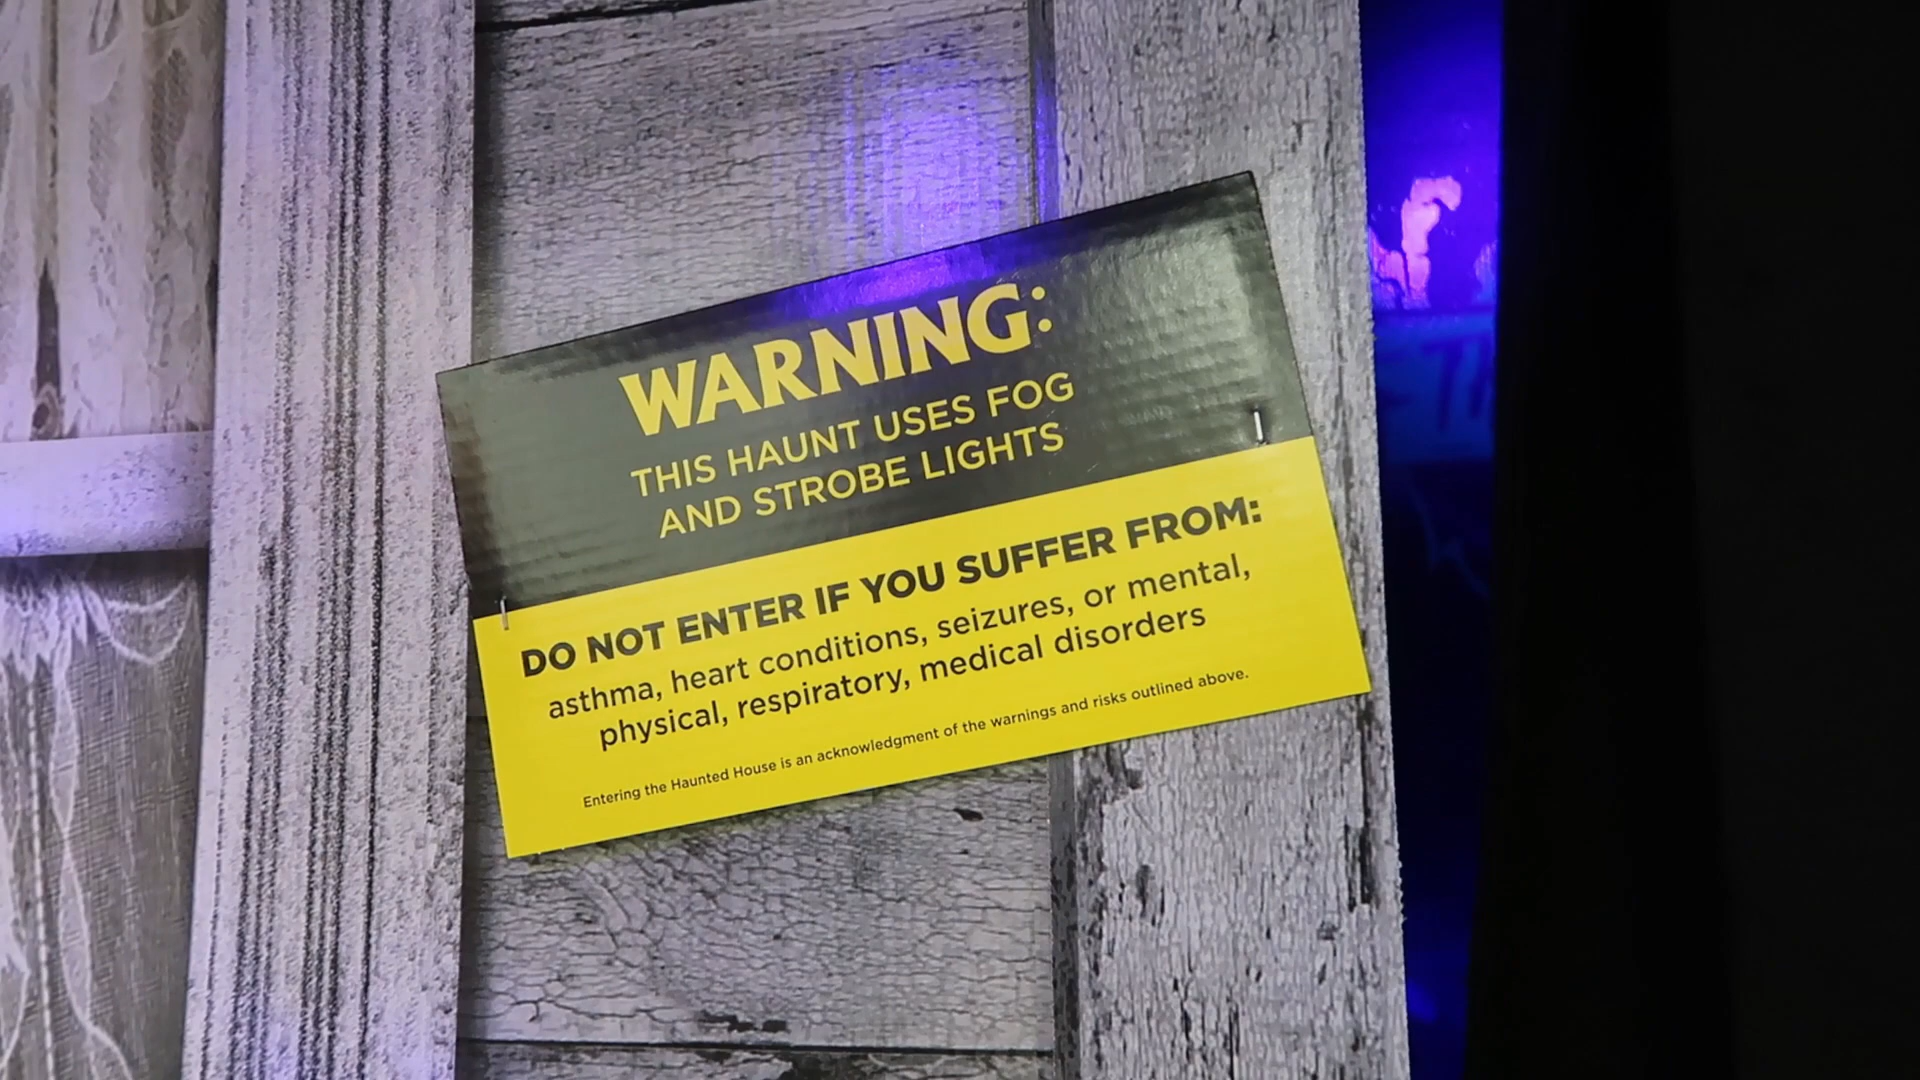 WARNING:
THIS HAUNT USES FOG
AND STROBE LIGHTS
DO NOT ENTER IF YOU SUFFER FROM:
asthma, heart conditions, seizures, or mental,
physical, respiratory, medical disorders
Entering the Haunted House is an acknowledgment of the warnings and risks outlined above.